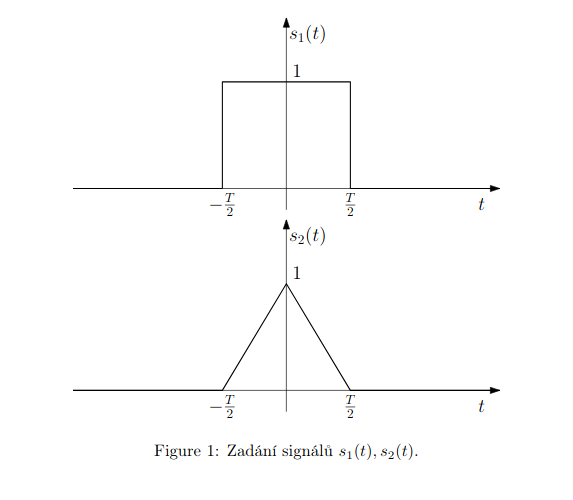 s₁(t)
1
−T/2 T/2 t
s₂(t)
1
−T/2 T/2 t
Figure 1: Zadání signálů s₁(t), s₂(t).